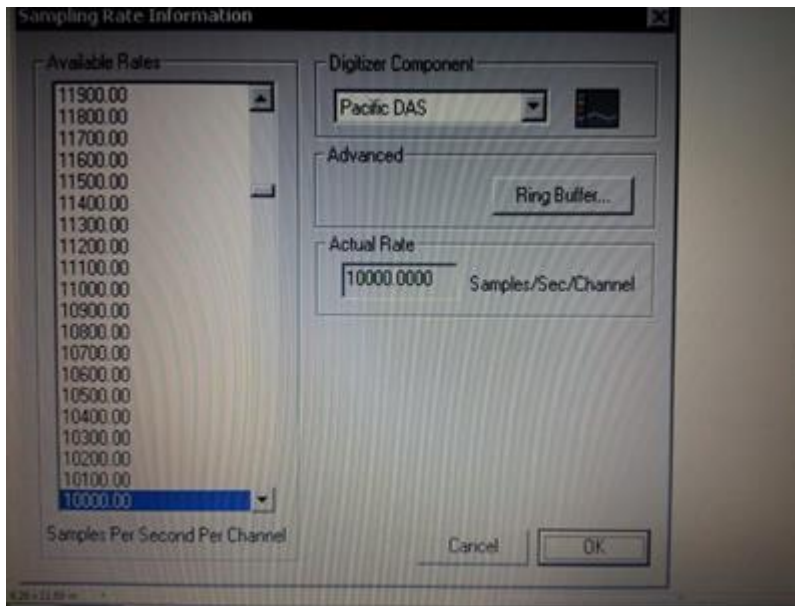 Sampling Rate Information
Available Rates
11900.00
11800.00
11700.00
11600.00
11500.00
11400.00
11300.00
11200.00
11100.00
11000.00
10900.00
10800.00
10700.00
10600.00
10500.00
10400.00
10300.00
10200.00
10100.00
10000.00
Samples Per Second Per Channel
Digitizer Component
Pacific DAS
Advanced
Ring Buffer...
Actual Rate
10000.0000 Samples/Sec/Channel
Cancel OK